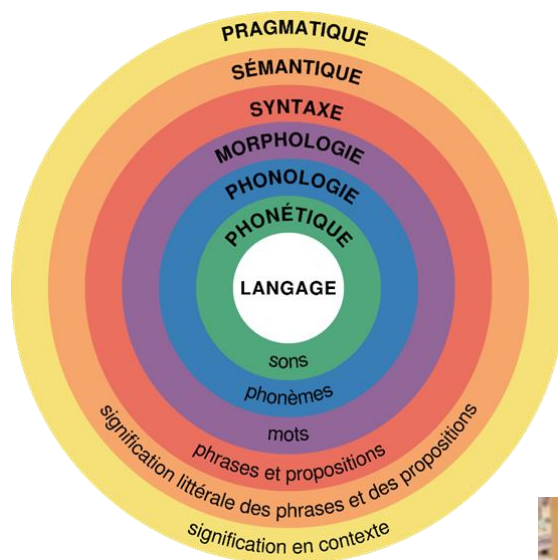 PRAGMATIQUE
SÉMANTIQUE
SYNTAXE
MORPHOLOGIE
PHONOLOGIE
PHONÉTIQUE
LANGAGE
sons
phonèmes
mots
phrases et propositions
signification littérale des phrases et des propositions
signification en contexte